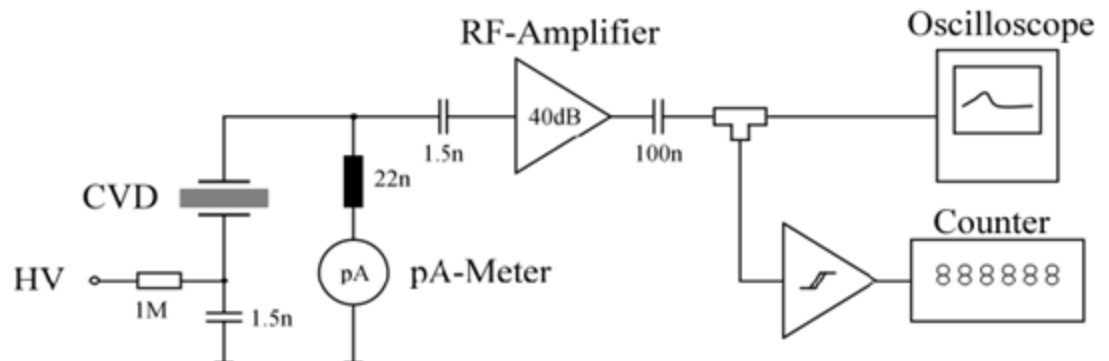 RF-Amplifier
Oscilloscope
40dB
1.5n
100n
22n
CVD
Counter
HV
pA
pA-Meter
888888
1M
1.5n